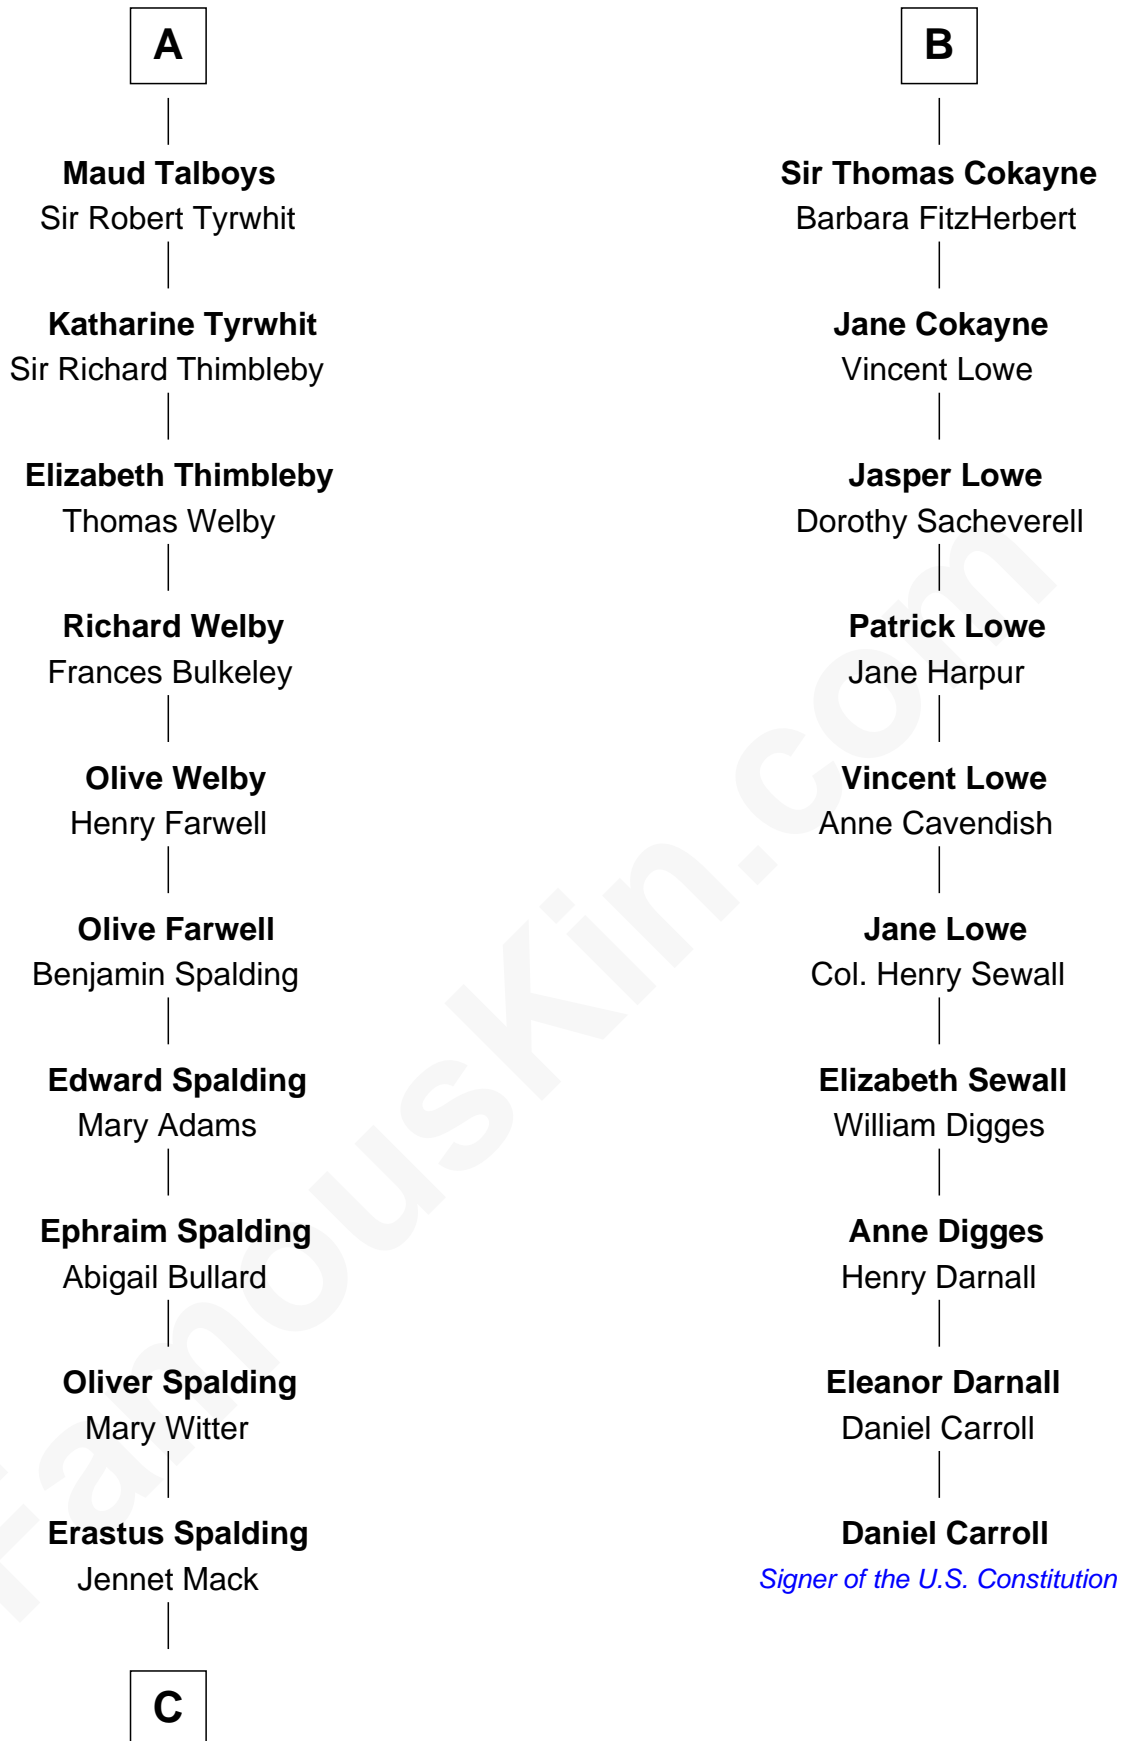 A
Maud Talboys
Sir Robert Tyrwhit
Katharine Tyrwhit
Sir Richard Thimbleby
Elizabeth Thimbleby
Thomas Welby
Richard Welby
Frances Bulkeley
Olive Welby
Henry Farwell
Olive Farwell
Benjamin Spalding
Edward Spalding
Mary Adams
Ephraim Spalding
Abigail Bullard
Oliver Spalding
Mary Witter
Erastus Spalding
Jennet Mack
C
B
Sir Thomas Cokayne
Barbara FitzHerbert
Jane Cokayne
Vincent Lowe
Jasper Lowe
Dorothy Sacheverell
Patrick Lowe
Jane Harpur
Vincent Lowe
Anne Cavendish
Jane Lowe
Col. Henry Sewall
Elizabeth Sewall
William Digges
Anne Digges
Henry Darnall
Eleanor Darnall
Daniel Carroll
Daniel Carroll
Signer of the U.S. Constitution
FamousKin.com